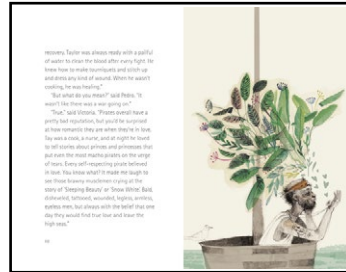 recovery. Taylor was always ready with a pailful
of water to clean the blood after every fight. He
knew how to make tourniquets and stitch up
and dress any kind of wound. When he wasn't
cooking, he was healing."
"But what do you mean?" said Pedro. "It
wasn't like there was a war going on."
"True," said Victoria. "Pirates overall have a
pretty bad reputation, but you'd be surprised
at how romantic they are when they're in love.
Tay was a cook, a nurse, and at night he loved
to tell stories about princes and princesses that
put even the most macho pirates on the verge
of tears. Every self-respecting pirate believed
in love. You know what? It made me laugh to
see those brawny musclemen crying at the
story of 'Sleeping Beauty' or 'Snow White'. Bald,
disheveled, tattooed, wounded, legless, armless,
eyeless men, but always with the belief that one
day they would find true love and leave the
high seas."